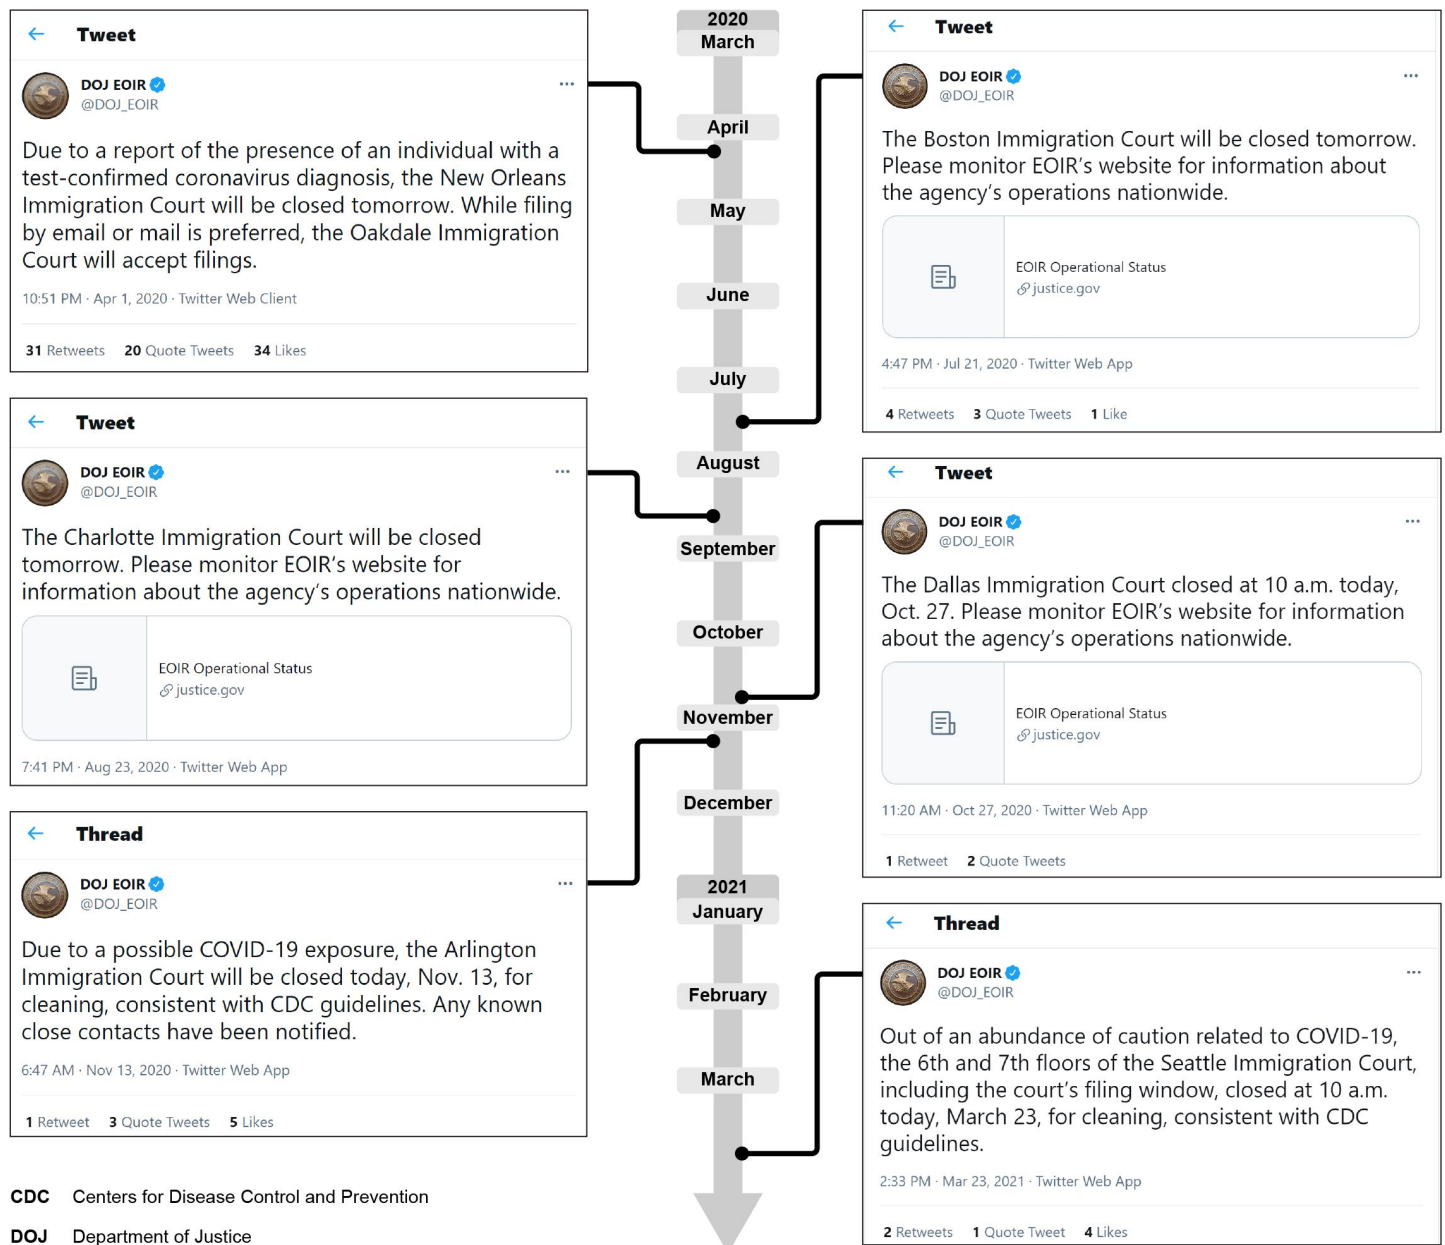 ← Tweet
DOJ EOIR
@DOJ_EOIR
...
Due to a report of the presence of an individual with a
test-confirmed coronavirus diagnosis, the New Orleans
Immigration Court will be closed tomorrow. While filing
by email or mail is preferred, the Oakdale Immigration
Court will accept filings.
10:51 PM · Apr 1, 2020 · Twitter Web Client
31 Retweets 20 Quote Tweets 34 Likes
← Tweet
DOJ EOIR
@DOJ_EOIR
...
The Charlotte Immigration Court will be closed
tomorrow. Please monitor EOIR's website for
information about the agency's operations nationwide.
EOIR Operational Status
justice.gov
7:41 PM · Aug 23, 2020 · Twitter Web App
← Thread
DOJ EOIR
@DOJ_EOIR
...
Due to a possible COVID-19 exposure, the Arlington
Immigration Court will be closed today, Nov. 13, for
cleaning, consistent with CDC guidelines. Any known
close contacts have been notified.
6:47 AM · Nov 13, 2020 · Twitter Web App
1 Retweet 3 Quote Tweets 5 Likes
2020
March
April
May
June
July
August
September
October
November
December
2021
January
February
March
← Tweet
DOJ EOIR
@DOJ_EOIR
...
The Boston Immigration Court will be closed tomorrow.
Please monitor EOIR's website for information about
the agency's operations nationwide.
EOIR Operational Status
justice.gov
4:47 PM · Jul 21, 2020 · Twitter Web App
4 Retweets 3 Quote Tweets 1 Like
← Tweet
DOJ EOIR
@DOJ_EOIR
...
The Dallas Immigration Court closed at 10 a.m. today,
Oct. 27. Please monitor EOIR's website for information
about the agency's operations nationwide.
EOIR Operational Status
justice.gov
11:20 AM · Oct 27, 2020 · Twitter Web App
1 Retweet 2 Quote Tweets
← Thread
DOJ EOIR
@DOJ_EOIR
...
Out of an abundance of caution related to COVID-19,
the 6th and 7th floors of the Seattle Immigration Court,
including the court's filing window, closed at 10 a.m.
today, March 23, for cleaning, consistent with CDC
guidelines.
2:33 PM · Mar 23, 2021 · Twitter Web App
2 Retweets 1 Quote Tweet 4 Likes
CDC Centers for Disease Control and Prevention
DOJ Department of Justice